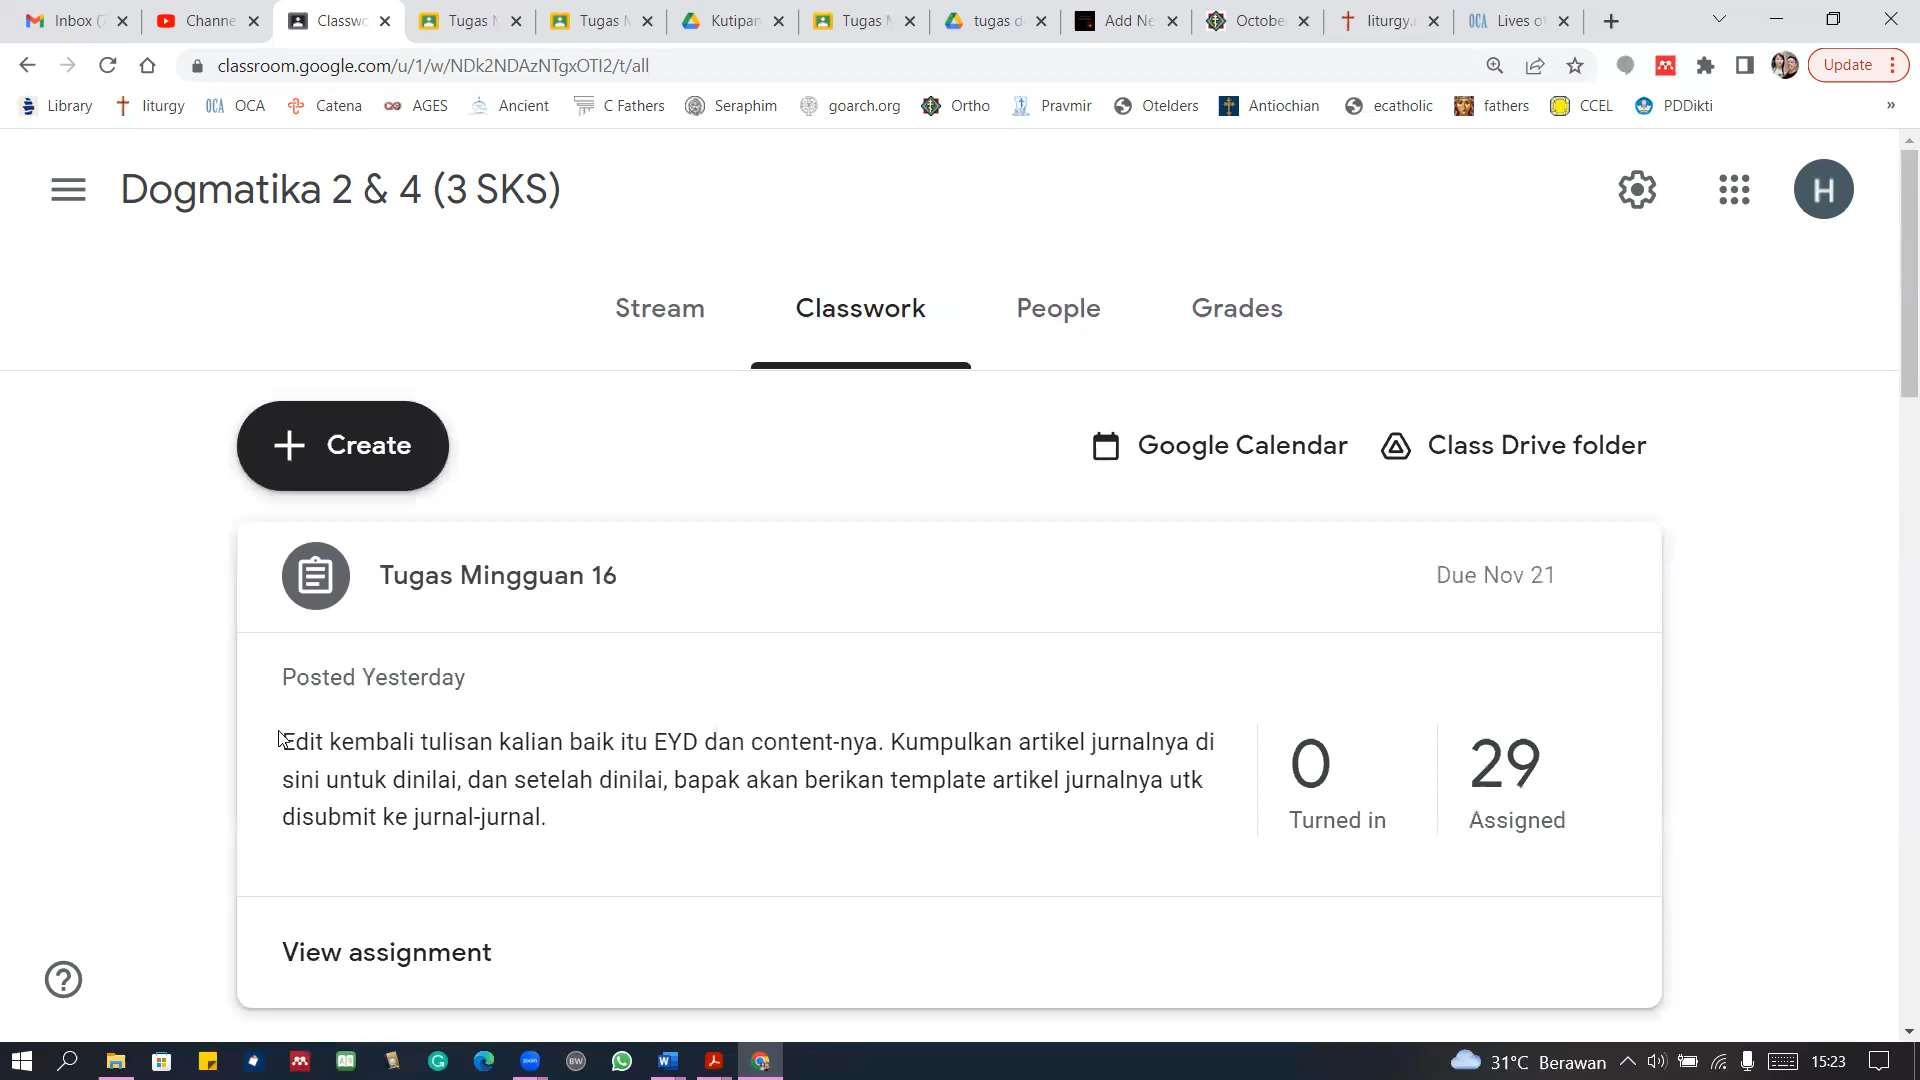 Inbox (
Channe
Classwo
Tugas
Tugas
Kutipan
Tugas
tugas d
Add Ne
Octobe
liturgy.
Lives o
classroom.google.com/u/1/w/NDk2NDAzNTgxOTI2/t/all
Update
Library
liturgy
OCA
Catena
AGES
Ancient
C Fathers
Seraphim
goarch.org
Ortho
Pravmir
Otelders
Antiochian
ecatholic
fathers
CCEL
PDDikti
»
Dogmatika 2 & 4 (3 SKS)
H
Stream
Classwork
People
Grades
Create
Google Calendar
Class Drive folder
Tugas Mingguan 16
Due Nov 21
Posted Yesterday
Edit kembali tulisan kalian baik itu EYD dan content-nya. Kumpulkan artikel jurnalnya di
sini untuk dinilai, dan setelah dinilai, bapak akan berikan template artikel jurnalnya utk
disubmit ke jurnal-jurnal.
0
Turned in
29
Assigned
View assignment
31°C Berawan
15:23